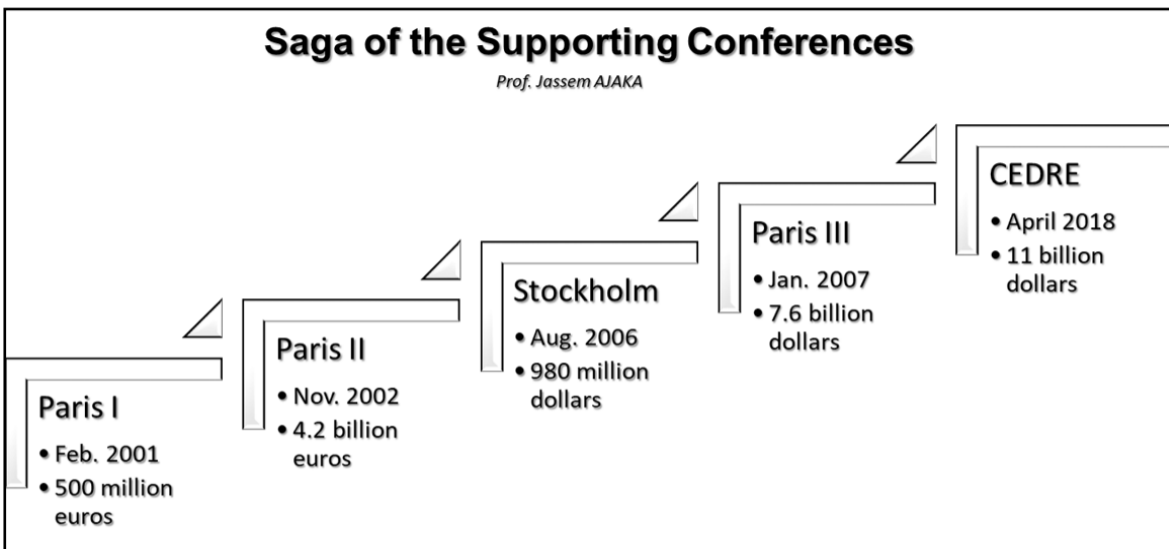 Saga of the Supporting Conferences
Prof. Jassem AJAKA
Paris I
• Feb. 2001
• 500 million
euros
Paris II
• Nov. 2002
• 4.2 billion
euros
Stockholm
• Aug. 2006
• 980 million
dollars
Paris III
• Jan. 2007
• 7.6 billion
dollars
CEDRE
• April 2018
• 11 billion
dollars